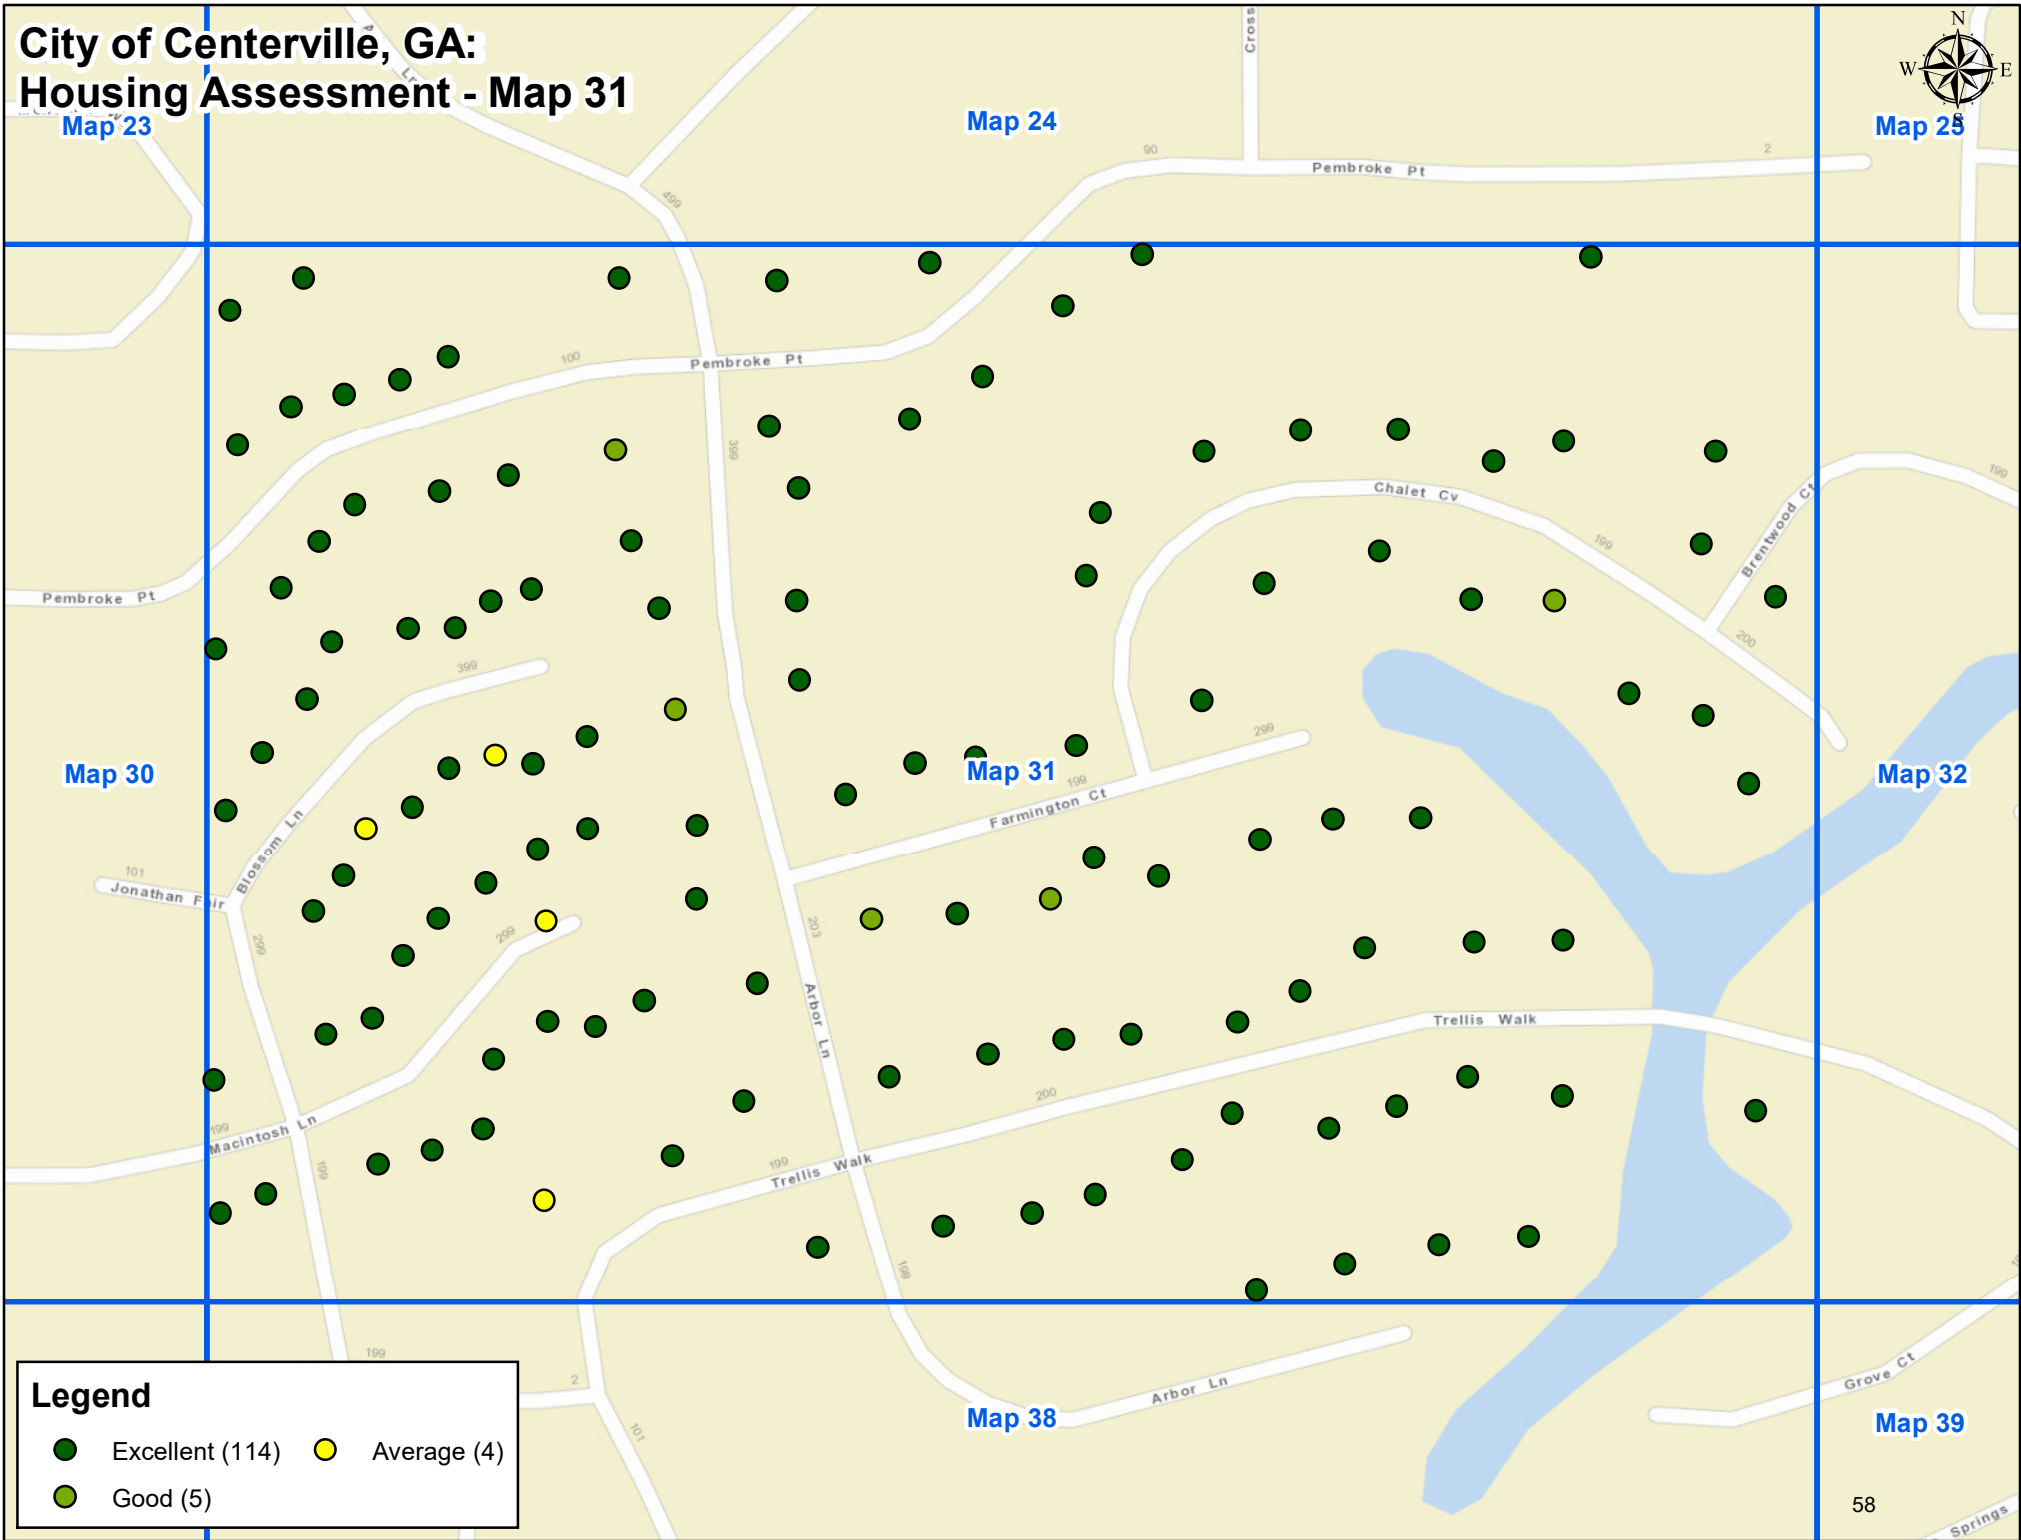 City of Centerville, GA:
Housing Assessment - Map 31
N
W
E
S
Map 23
Map 24
Map 25
Cross
90
2
Pembroke Pt
499
100
Pembroke Pt
399
Chalet Cv
199
Brentwood Ct
199
200
Pembroke Pt
399
299
Map 30
Map 31
Map 32
199
Farmington Ct
Blossom Ln
101
Jonathan Fair
299
299
203
Arbor Ln
Trellis Walk
200
199
Macintosh Ln
199
199
Trellis Walk
198
199
2
101
Arbor Ln
Grove Ct
Map 38
Map 39
Legend
Excellent (114)
Average (4)
Good (5)
58
Springs